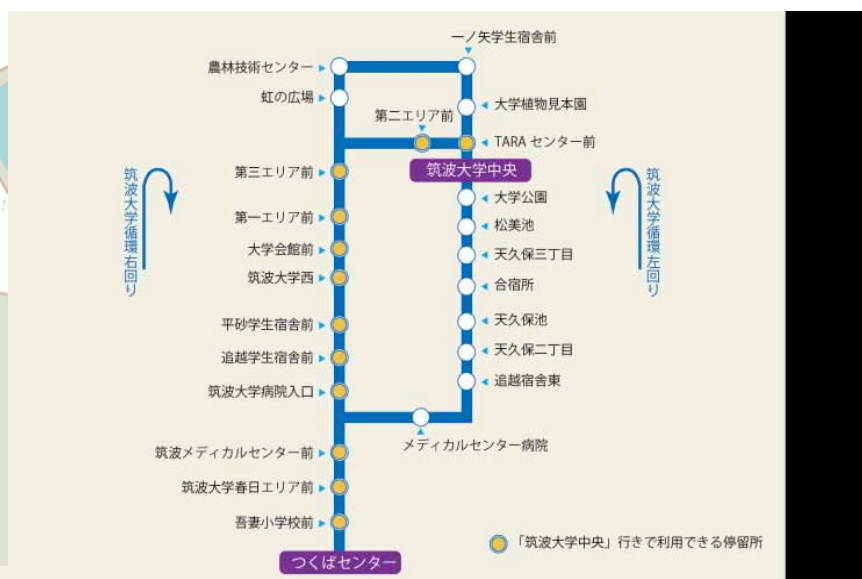 一ノ矢学生宿舎前
農林技術センター
虹の広場
大学植物見本園
第二エリア前
TARA センター前
筑波大学中央
第三エリア前
大学公園
第一エリア前
松美池
大学会館前
天久保三丁目
筑波大学西
合宿所
平砂学生宿舎前
天久保池
追越学生宿舎前
天久保二丁目
筑波大学病院入口
追越宿舎東
メディカルセンター病院
筑波メディカルセンター前
筑波大学春日エリア前
吾妻小学校前
つくばセンター
筑波大学循環右回り
筑波大学循環左回り
「筑波大学中央」行きで利用できる停留所